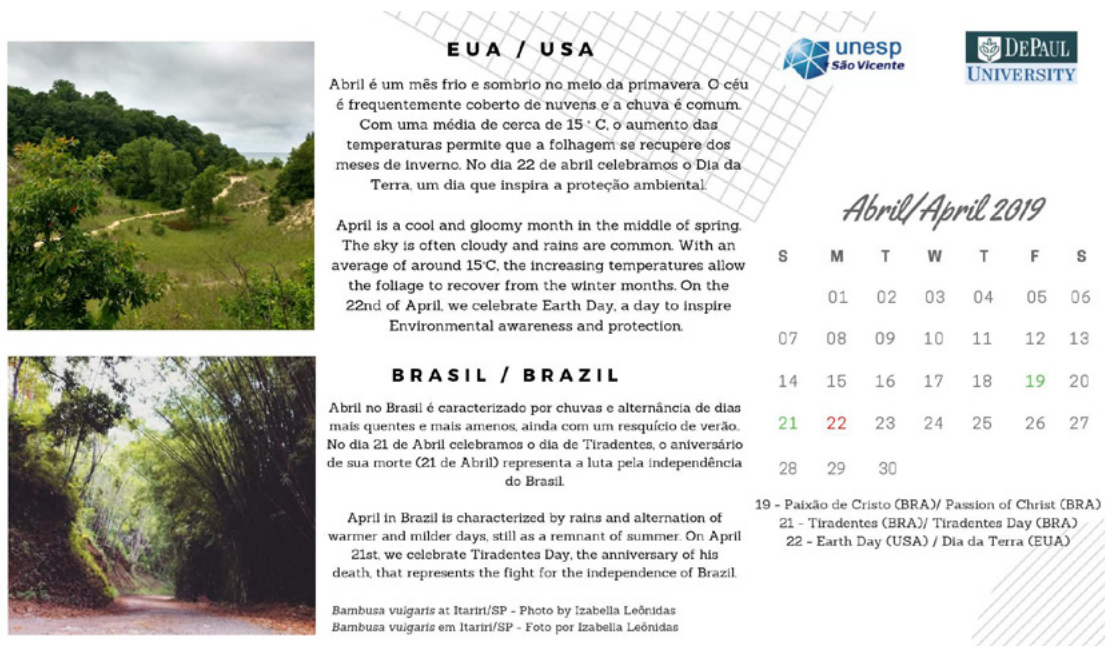 EUA / USA
Abril é um mês frio e sombrio no meio da primavera. O céu
é frequentemente coberto de nuvens e a chuva é comum.
Com uma média de cerca de 15 ° C, o aumento das
temperaturas permite que a folhagem se recupere dos
meses de inverno. No dia 22 de abril celebramos o Dia da
Terra, um dia que inspira a proteção ambiental.
April is a cool and gloomy month in the middle of spring.
The sky is often cloudy and rains are common. With an
average of around 15°C, the increasing temperatures allow
the foliage to recover from the winter months. On the
22nd of April, we celebrate Earth Day, a day to inspire
Environmental awareness and protection.
BRASIL / BRAZIL
Abril no Brasil é caracterizado por chuvas e alternância de dias
mais quentes e mais amenos, ainda com um resquício de verão.
No dia 21 de Abril celebramos o dia de Tiradentes, o aniversário
de sua morte (21 de Abril) representa a luta pela independência
do Brasil.
April in Brazil is characterized by rains and alternation of
warmer and milder days, still as a remnant of summer. On April
21st, we celebrate Tiradentes Day, the anniversary of his
death, that represents the fight for the independence of Brazil.
Bambusa vulgaris at Itariri/SP - Photo by Izabella Leônidas
Bambusa vulgaris em Itariri/SP - Foto por Izabella Leônidas
unesp
São Vicente
DEPAUL
UNIVERSITY
Abril/April 2019
S M T W T F S
01 02 03 04 05 06
07 08 09 10 11 12 13
14 15 16 17 18 19 20
21 22 23 24 25 26 27
28 29 30
19 - Paixão de Cristo (BRA)/ Passion of Christ (BRA)
21 - Tiradentes (BRA)/ Tiradentes Day (BRA)
22 - Earth Day (USA) / Dia da Terra (EUA)